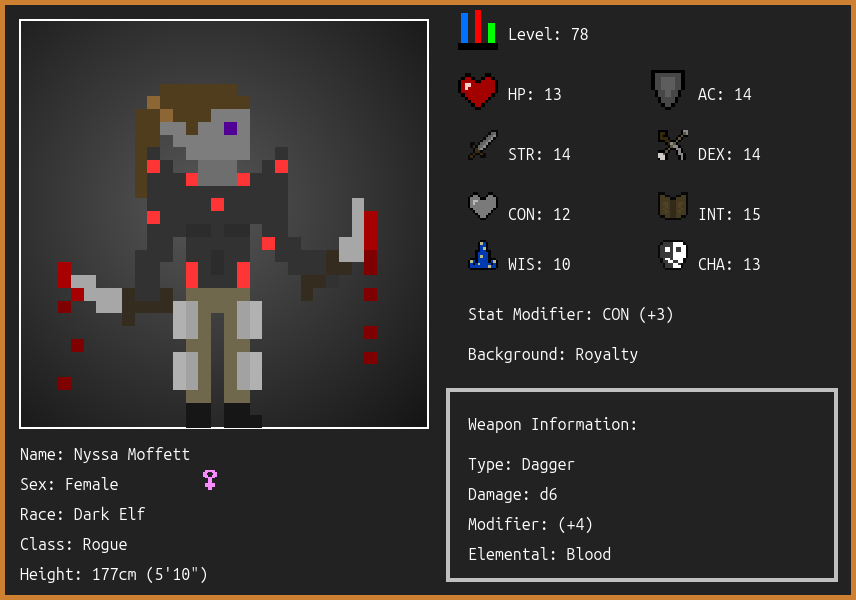 Level: 78
HP: 13
AC: 14
STR: 14
DEX: 14
CON: 12
INT: 15
WIS: 10
CHA: 13
Stat Modifier: CON (+3)
Background: Royalty
Weapon Information:
Type: Dagger
Damage: d6
Modifier: (+4)
Elemental: Blood
Name: Nyssa Moffett
Sex: Female
Race: Dark Elf
Class: Rogue
Height: 177cm (5'10")